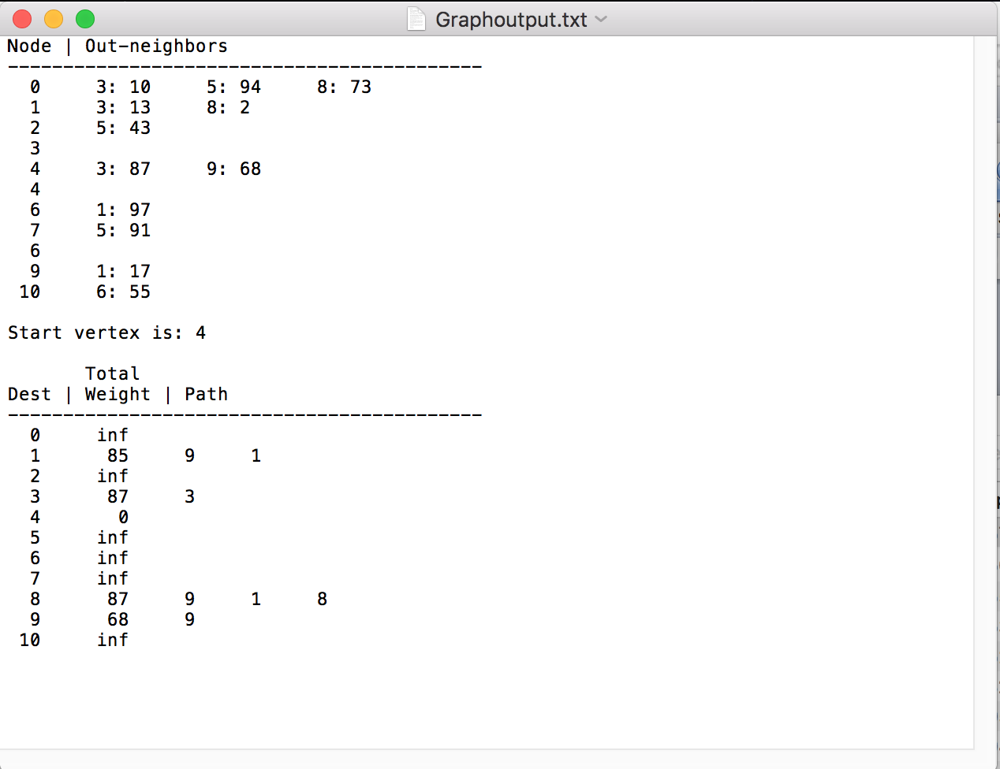 Graphoutput.txt
Node | Out-neighbors
-------------------------------------------
0 3: 10 5: 94 8: 73
1 3: 13 8: 2
2 5: 43
3
4 3: 87 9: 68
4
6 1: 97
7 5: 91
6
9 1: 17
10 6: 55
Start vertex is: 4
Total
Dest | Weight | Path
-------------------------------------------
0 inf
1 85 9 1
2 inf
3 87 3
4 0
5 inf
6 inf
7 inf
8 87 9 1 8
9 68 9
10 inf